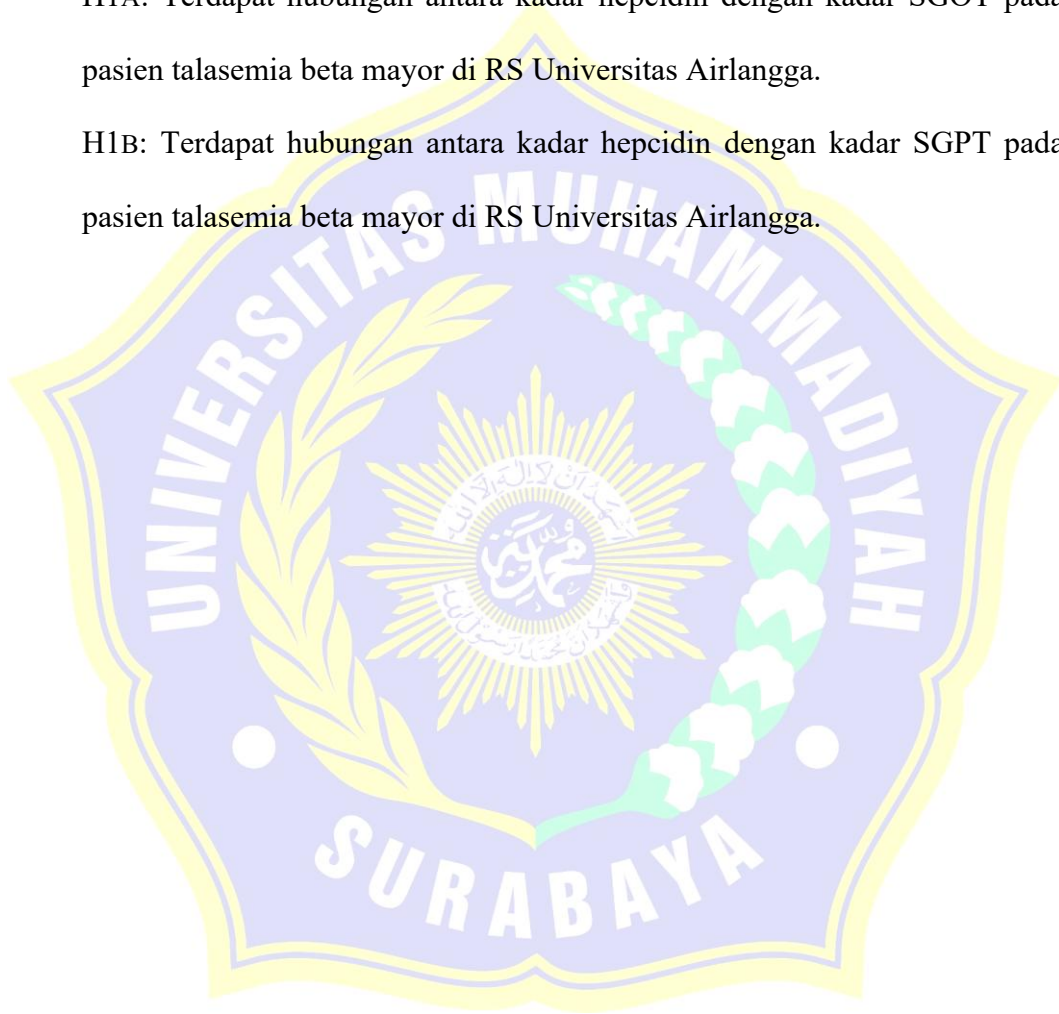 H1A: Terdapat hubungan antara kadar hepcidin dengan kadar SGOT pada
pasien talasemia beta mayor di RS Universitas Airlangga.
H1B: Terdapat hubungan antara kadar hepcidin dengan kadar SGPT pada
pasien talasemia beta mayor di RS Universitas Airlangga.
UNIVERSITAS MUHAMMADIYAH
محمد
SURABAYA